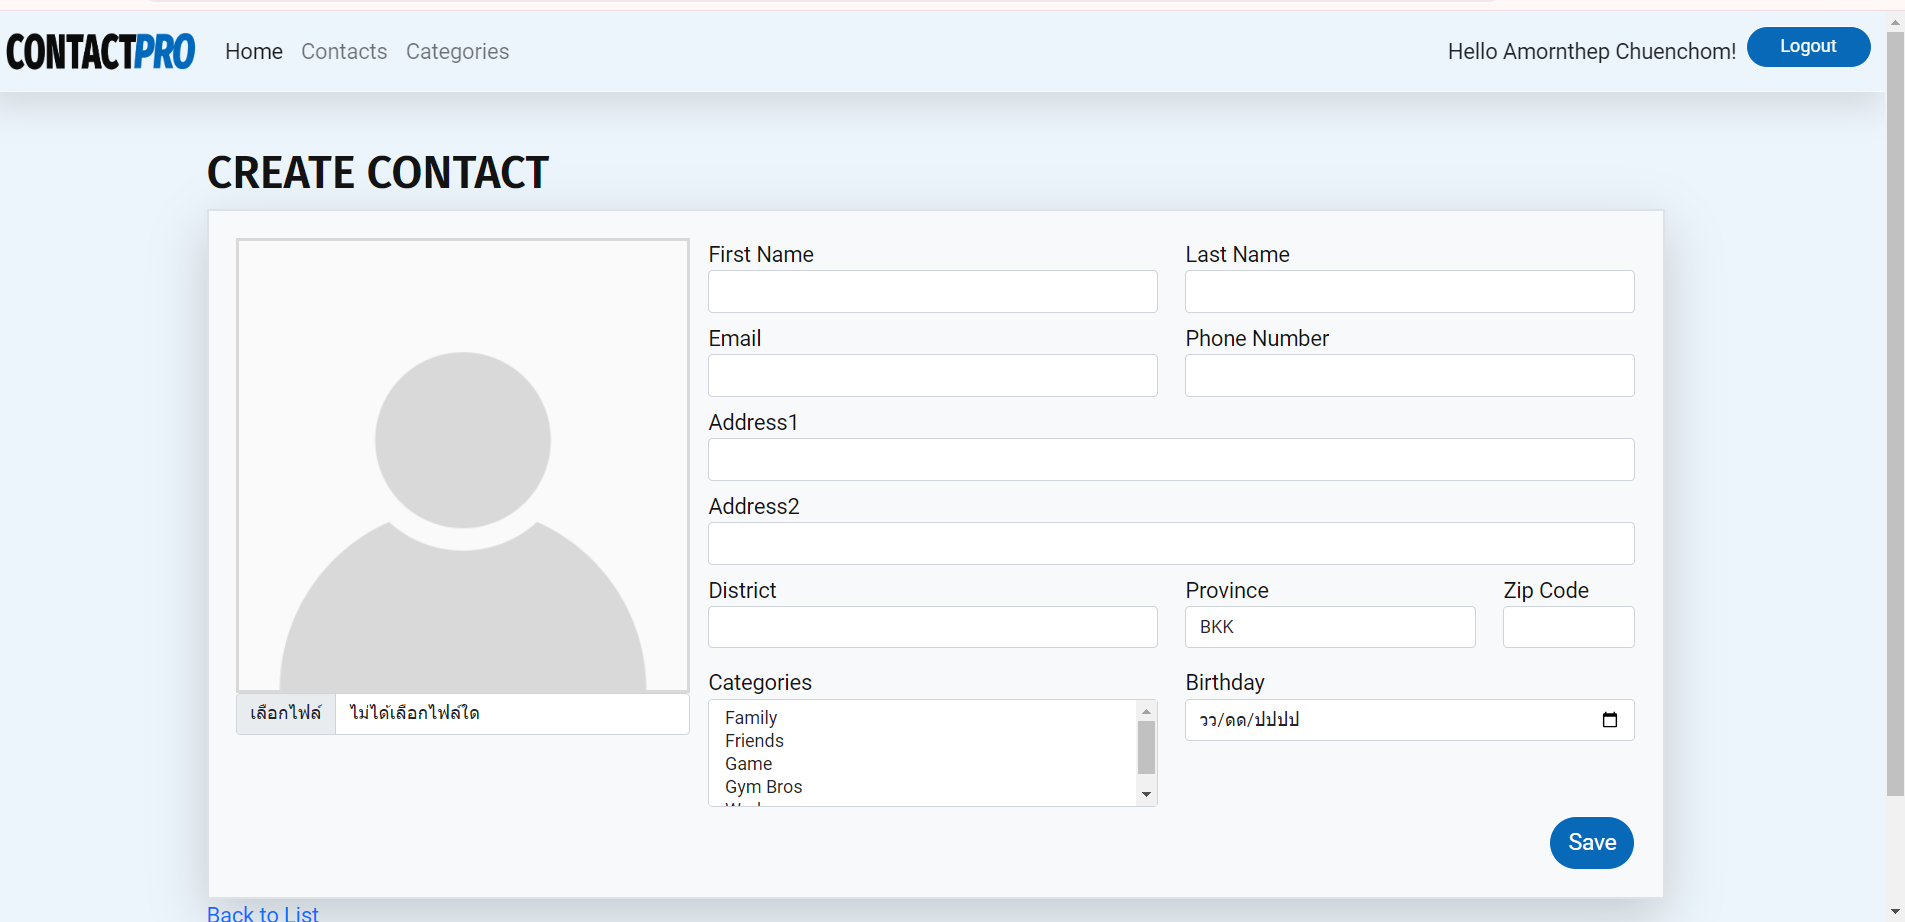 CONTACTPRO Home Contacts Categories Hello Amornthep Chuenchom! Logout
CREATE CONTACT
First Name Last Name
Email Phone Number
Address1
Address2
District Province Zip Code
BKK
Categories Birthday
เลือกไฟล์ ไม่ได้เลือกไฟล์ใด
Family
วว/ดด/ปปปป
Friends
Game
Gym Bros
Save
Back to List